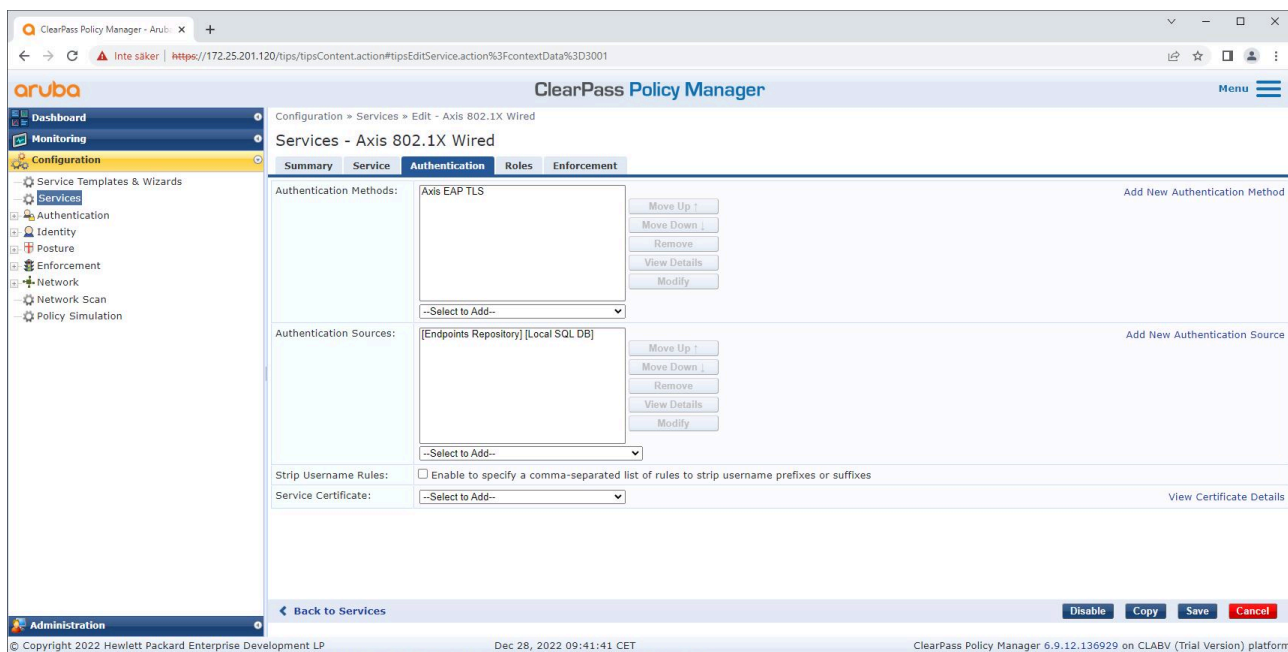 ClearPass Policy Manager - Arub
Inte säker | https://172.25.201.120/tips/tipsContent.action#tipsEditService.action%3FcontextData%3D3001
aruba
ClearPass Policy Manager
Menu
Dashboard
Monitoring
Configuration
Service Templates & Wizards
Services
Authentication
Identity
Posture
Enforcement
Network
Network Scan
Policy Simulation
Administration
Configuration » Services » Edit - Axis 802.1X Wired
Services - Axis 802.1X Wired
Summary Service Authentication Roles Enforcement
Authentication Methods:
Axis EAP TLS
Move Up ↑
Move Down ↓
Remove
View Details
Modify
--Select to Add--
Add New Authentication Method
Authentication Sources:
[Endpoints Repository] [Local SQL DB]
Move Up ↑
Move Down ↓
Remove
View Details
Modify
--Select to Add--
Add New Authentication Source
Strip Username Rules: Enable to specify a comma-separated list of rules to strip username prefixes or suffixes
Service Certificate: --Select to Add-- View Certificate Details
Back to Services Disable Copy Save Cancel
© Copyright 2022 Hewlett Packard Enterprise Development LP Dec 28, 2022 09:41:41 CET ClearPass Policy Manager 6.9.12.136929 on CLABV (Trial Version) platform